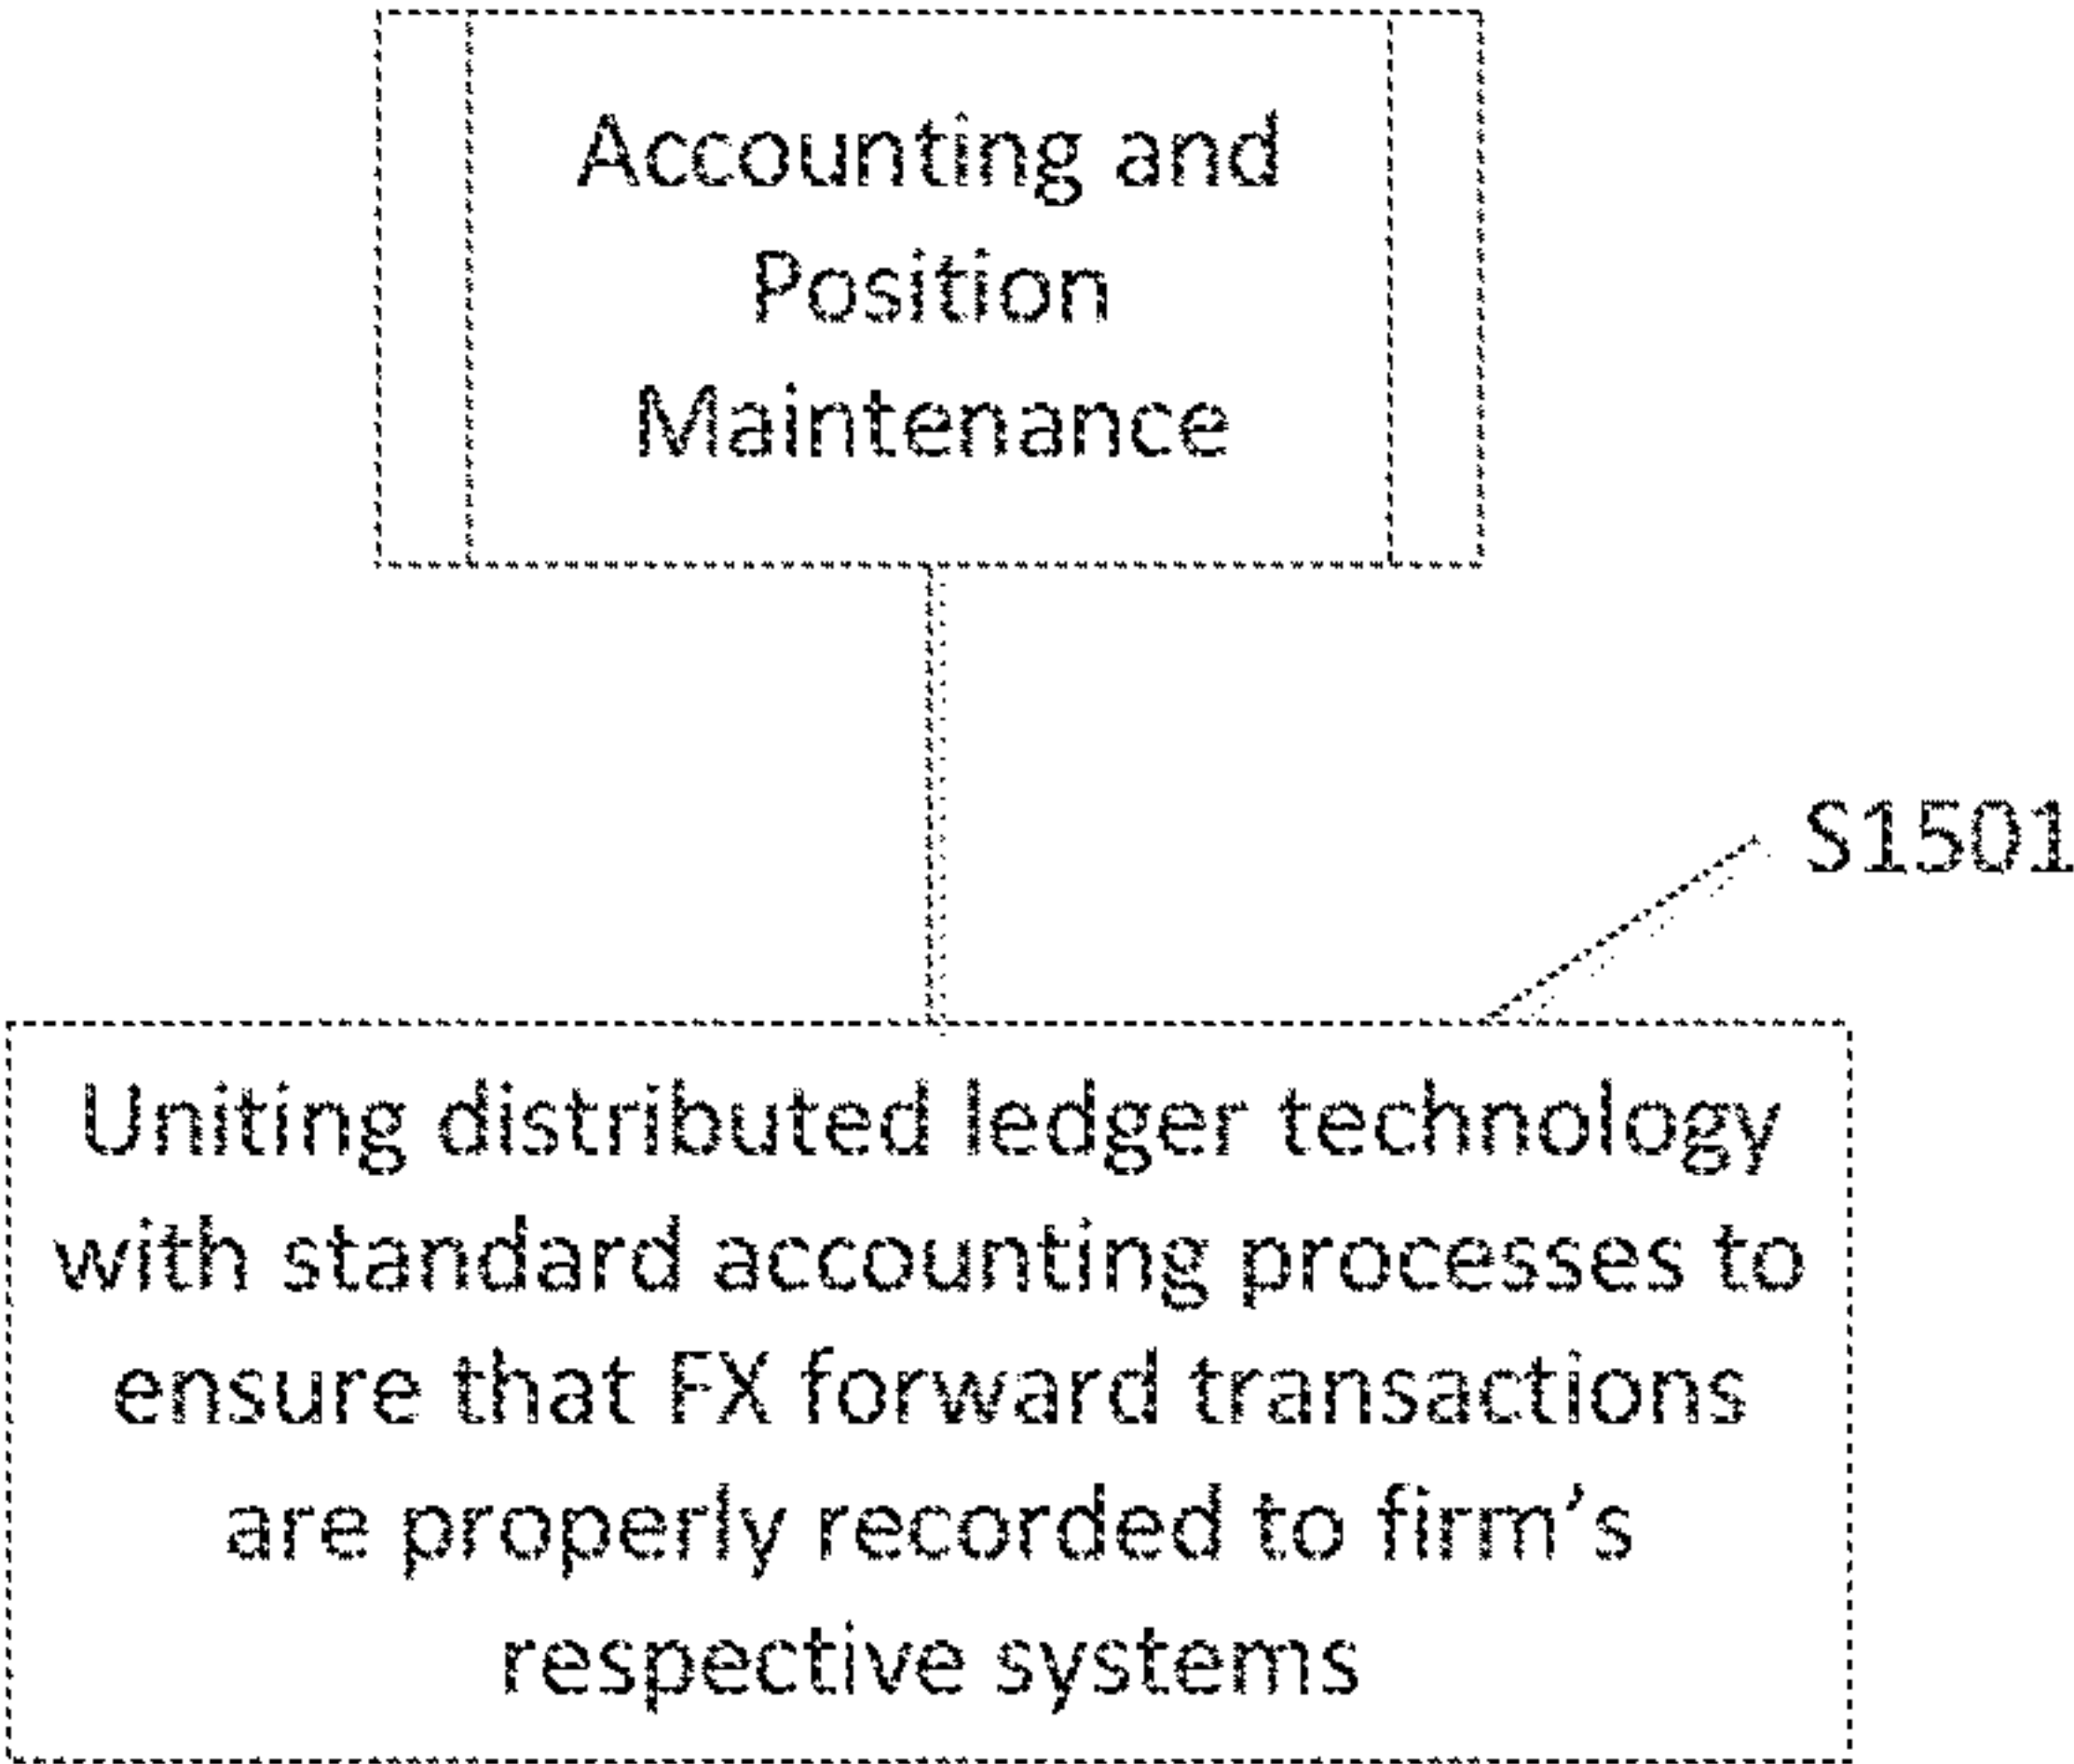 Accounting and
Position
Maintenance
S1501
Uniting distributed ledger technology
with standard accounting processes to
ensure that FX forward transactions
are properly recorded to firm’s
respective systems